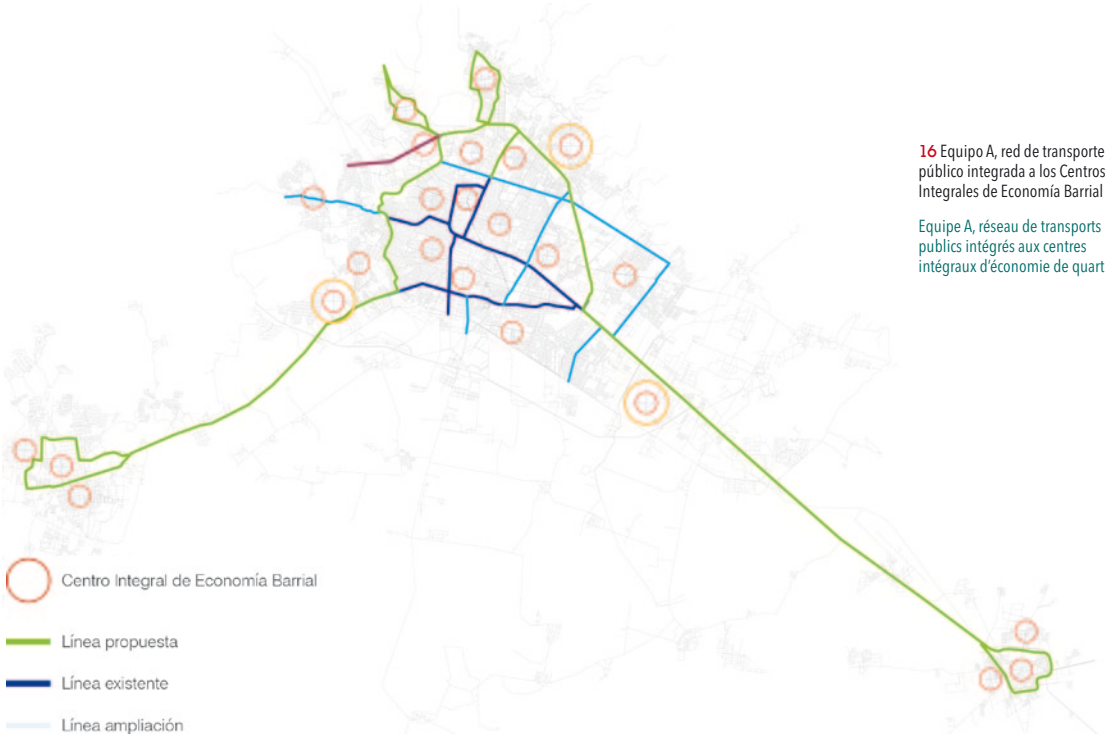 16 Equipo A, red de transporte
público integrada a los Centros
Integrales de Economía Barrial
Equipe A, réseau de transports
publics intégrés aux centres
intégraux d’économie de quart
Centro Integral de Economía Barrial
Línea propuesta
Línea existente
Línea ampliación